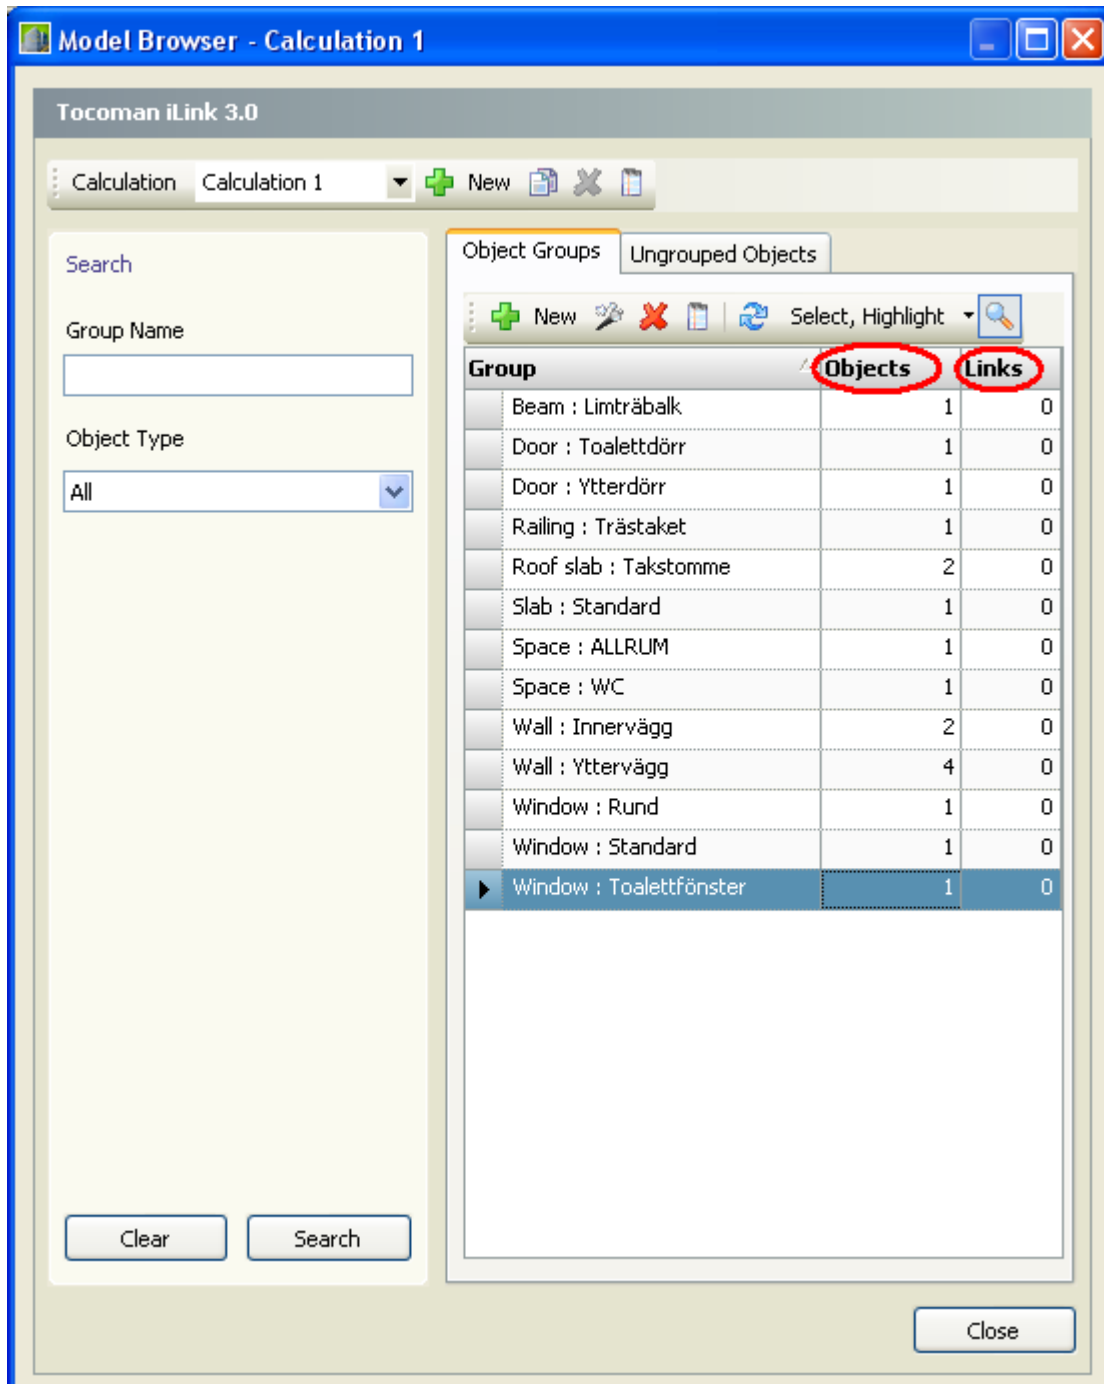 Model Browser - Calculation 1
Tocoman iLink 3.0
Calculation Calculation 1 New
Search
Group Name
Object Type
All
Clear Search
Object Groups Ungrouped Objects
New Select, Highlight
Group Objects Links
Beam : Limträbalk 1 0
Door : Toalettdörr 1 0
Door : Ytterdörr 1 0
Railing : Trästaket 1 0
Roof slab : Takstomme 2 0
Slab : Standard 1 0
Space : ALLRUM 1 0
Space : WC 1 0
Wall : Innervägg 2 0
Wall : Yttervägg 4 0
Window : Rund 1 0
Window : Standard 1 0
Window : Toalettfönster 1 0
Close